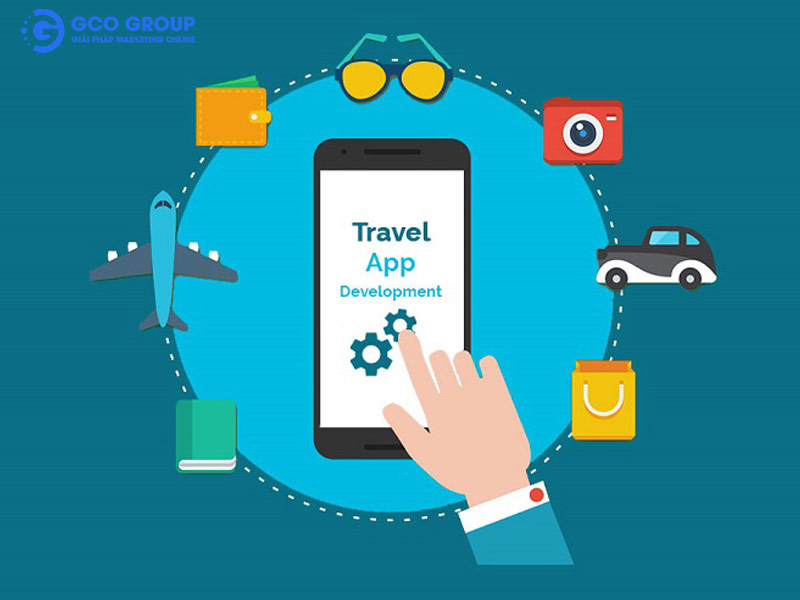 GCO GROUP
GIẢI PHÁP MARKETING ONLINE
Travel
App
Development